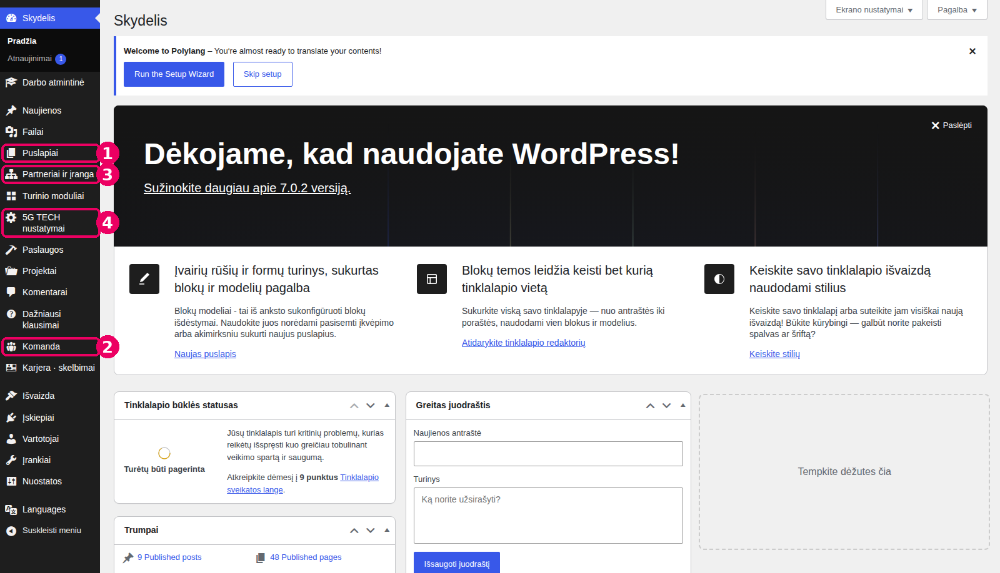 Skydelis
Pradžia
Atnaujinimai 1
Darbo atmintinė
Naujienos
Failai
Puslapiai 1
Partneriai ir įranga 3
Turinio moduliai
5G TECH
nustatymai
4
Paslaugos
Projektai
Komentarai
Dažniausi
klausimai
Komanda 2
Karjera · skelbimai
Išvaizda
Įskiepiai
Vartotojai
Įrankiai
Nuostatos
Languages
Suskleisti meniu
Ekrano nustatymai
Pagalba
Skydelis
Welcome to Polylang – You're almost ready to translate your contents!
Run the Setup Wizard
Skip setup
Paslėpti
Dėkojame, kad naudojate WordPress!
Sužinokite daugiau apie 7.0.2 versiją.
Įvairių rūšių ir formų turinys, sukurtas
blokų ir modelių pagalba
Blokų modeliai - tai iš anksto sukonfigūruoti blokų
išdėstymai. Naudokite juos norėdami pasisemti įkvėpimo
arba akimirksniu sukurti naujus puslapius.
Naujas puslapis
Blokų temos leidžia keisti bet kurią
tinklalapio vietą
Sukurkite viską savo tinklalapyje — nuo antraštės iki
poraštės, naudodami vien blokus ir modelius.
Atidarykite tinklalapio redaktorių
Keiskite savo tinklalapio išvaizdą
naudodami stilius
Keiskite savo tinklalapį arba suteikite jam visiškai naują
išvaizdą! Būkite kūrybingi — galbūt norite pakeisti
spalvas ar šriftą?
Keiskite stilių
Tinklalapio būklės statusas
Turėtų būti pagerinta
Jūsų tinklalapis turi kritinių problemų, kurias
reikėtų išspręsti kuo greičiau tobulinant
veikimo spartą ir saugumą.
Atkreipkite dėmesį į 9 punktus Tinklalapio
sveikatos lange.
Trumpai
9 Published posts
48 Published pages
Greitas juodraštis
Naujienos antraštė
Turinys
Ką norite užsirašyti?
Išsaugoti juodraštį
Tempkite dėžutes čia